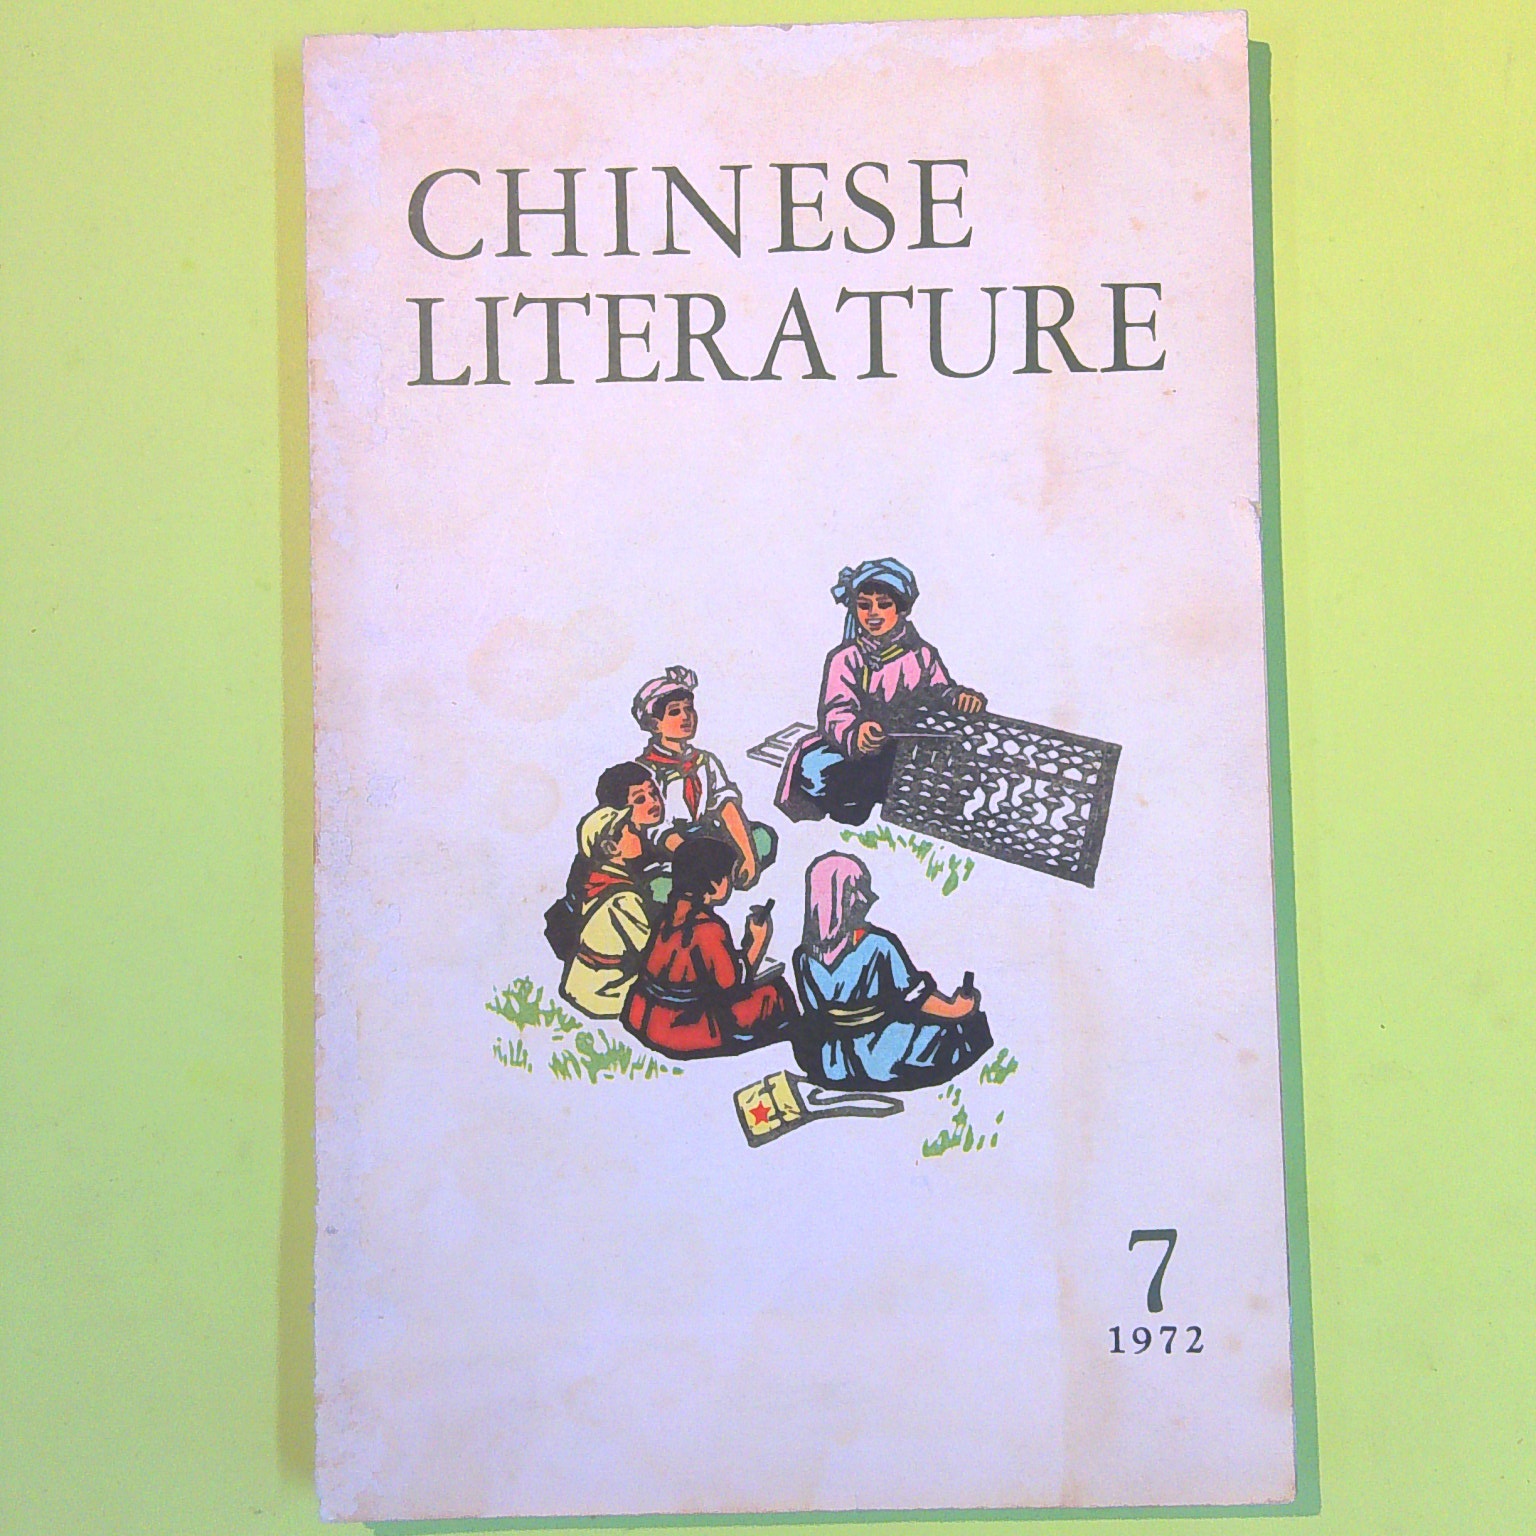 CHINESE
LITERATURE
7
1972